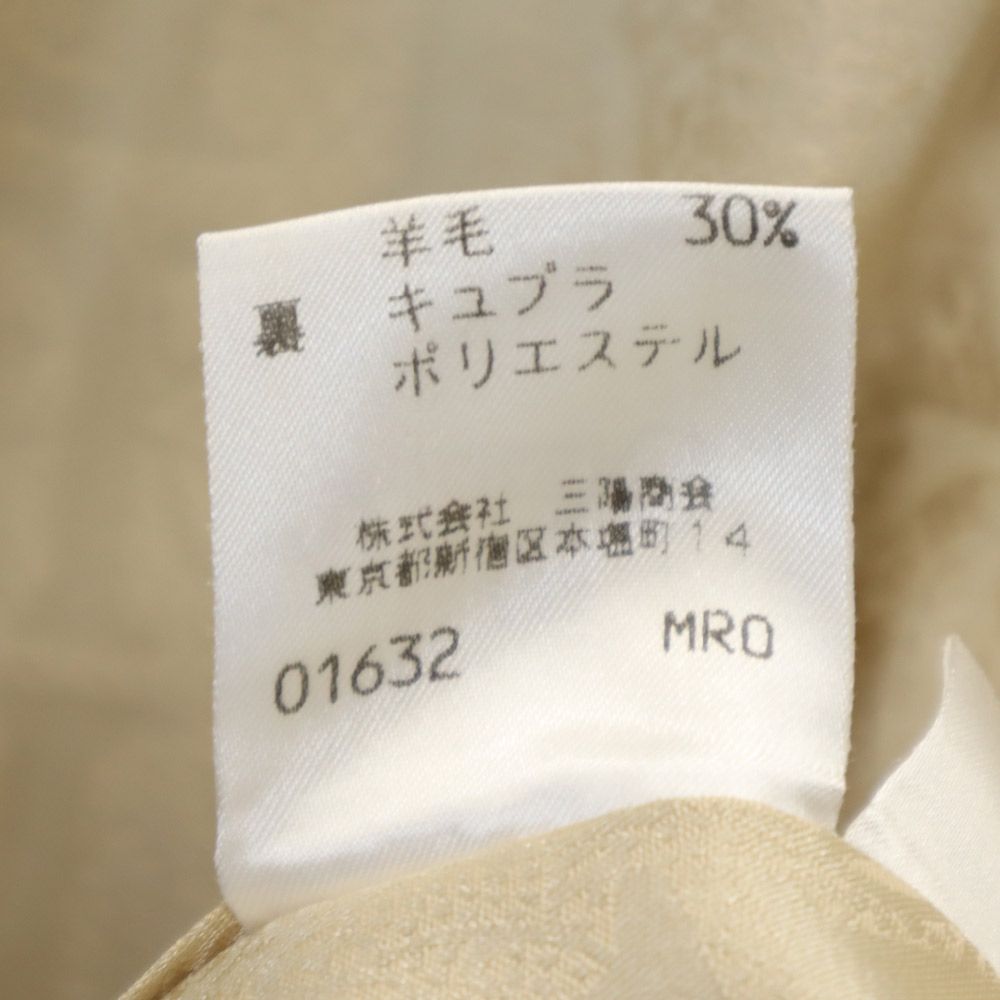 羊毛 30%
裏 キュプラ
ポリエステル
株式会社 三陽商会
東京都新宿区本塩町14
01632 MRO